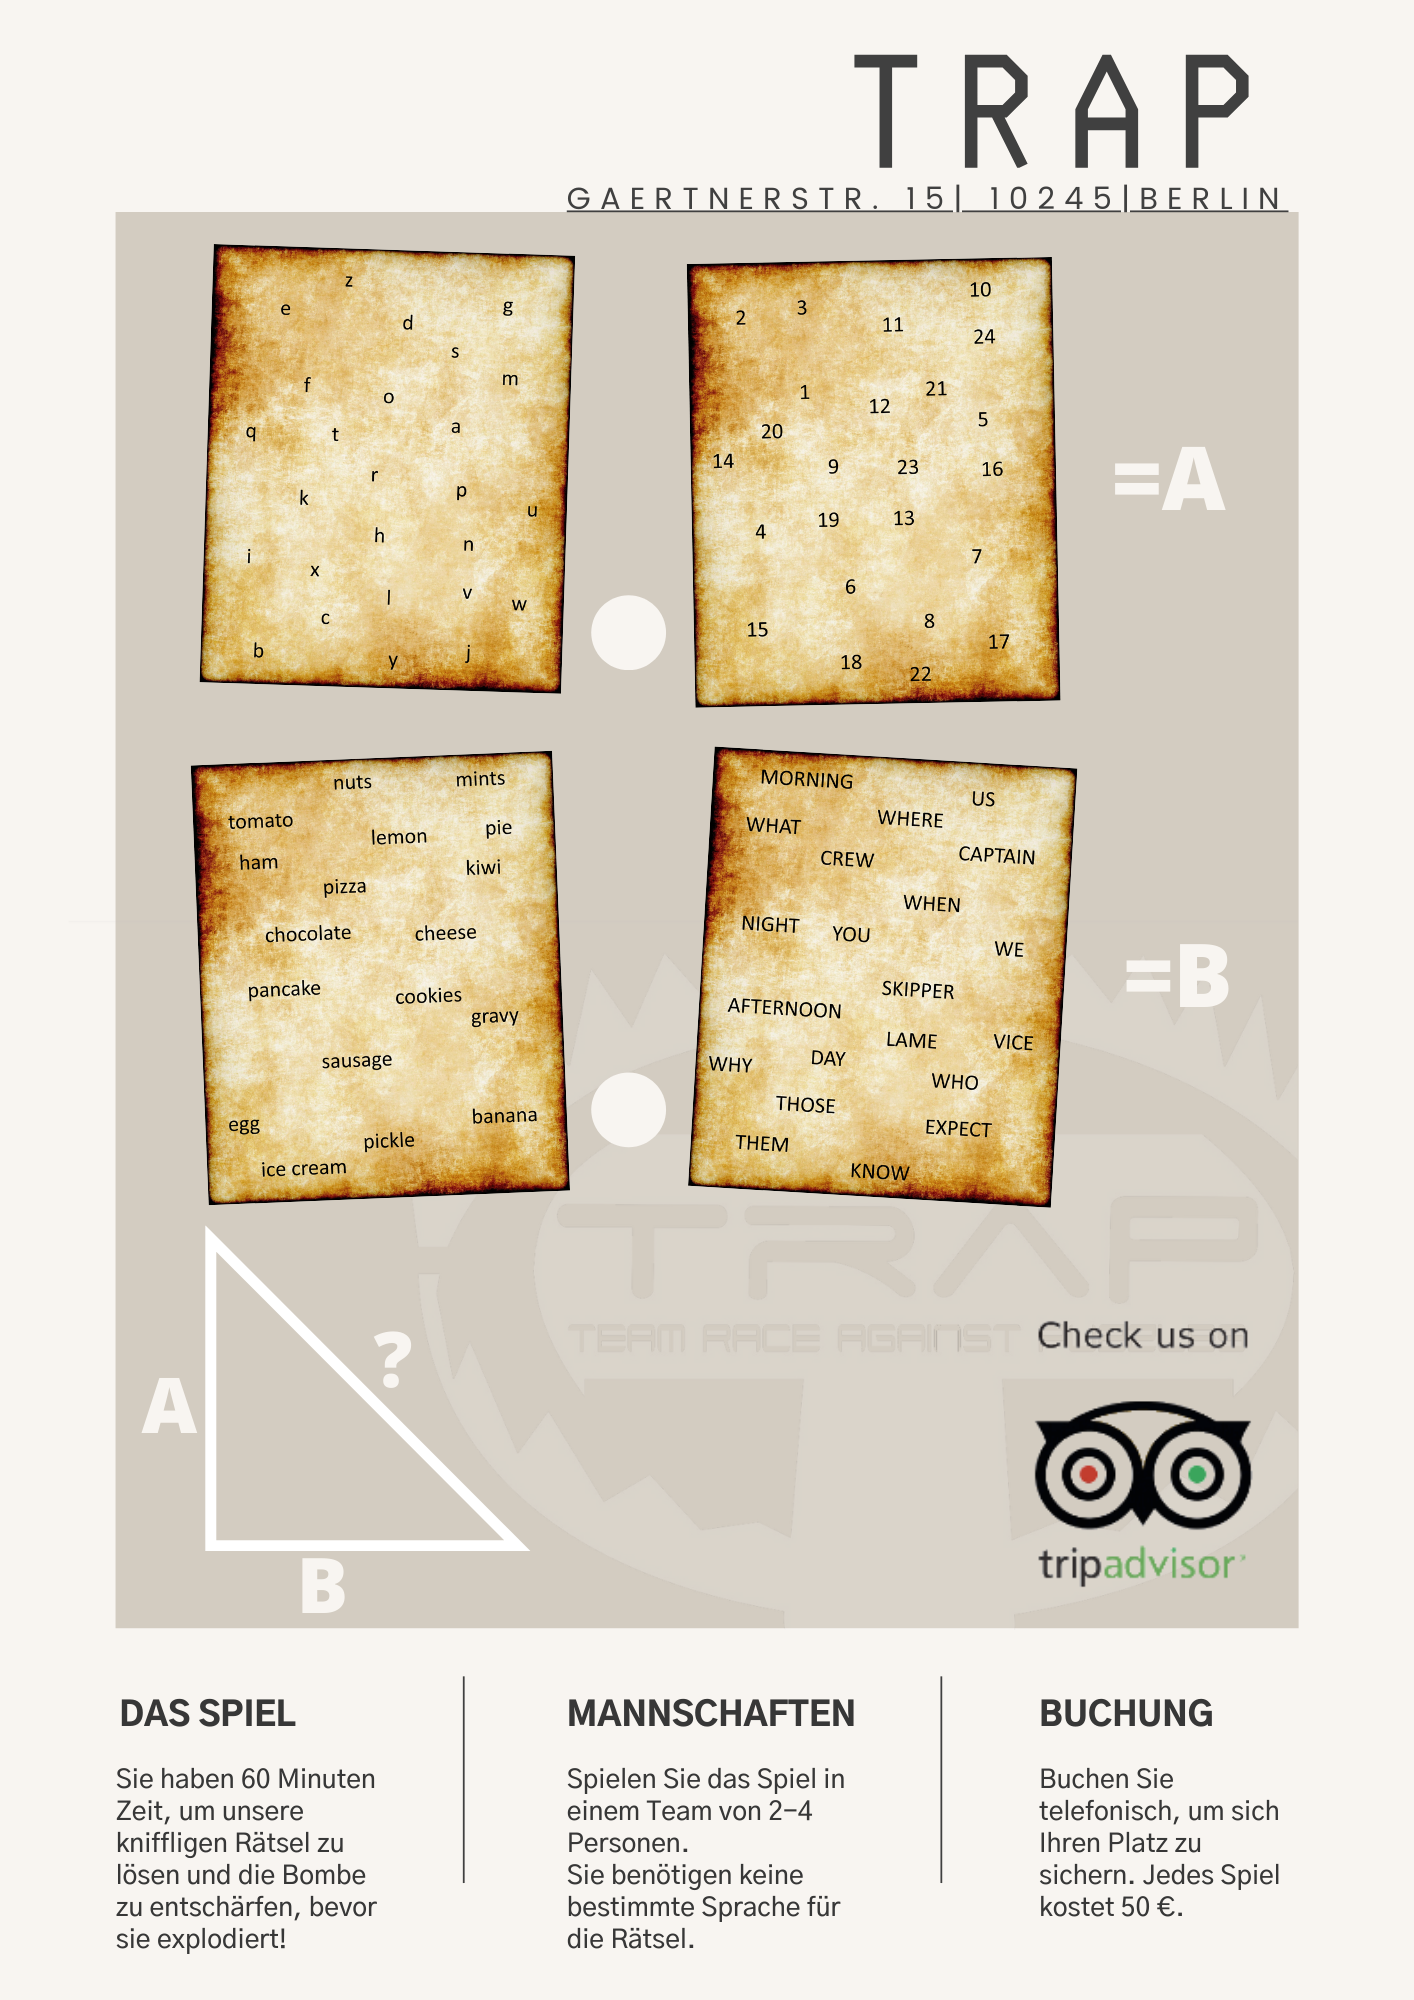 TRAP
GAERTNERSTR. 15| 10245|BERLIN
z
e
g
d
s
f
m
o
q
t
a
r
k
p
u
h
n
i
x
l
v
w
c
b
y
j
10
2
3
11
24
1
21
12
5
20
14
9
23
16
4
19
13
7
6
15
8
17
18
22
=A
nuts
mints
tomato
lemon
pie
ham
kiwi
pizza
chocolate
cheese
pancake
cookies
gravy
sausage
egg
banana
pickle
ice cream
MORNING
US
WHAT
WHERE
CREW
CAPTAIN
WHEN
NIGHT
YOU
WE
SKIPPER
AFTERNOON
LAME
VICE
WHY
DAY
WHO
THOSE
EXPECT
THEM
KNOW
=B
TRAP
TEAM RACE AGAINST
A
?
B
Check us on
tripadvisor
DAS SPIEL
Sie haben 60 Minuten
Zeit, um unsere
kniffligen Rätsel zu
lösen und die Bombe
zu entschärfen, bevor
sie explodiert!
MANNSCHAFTEN
Spielen Sie das Spiel in
einem Team von 2–4
Personen.
Sie benötigen keine
bestimmte Sprache für
die Rätsel.
BUCHUNG
Buchen Sie
telefonisch, um sich
Ihren Platz zu
sichern. Jedes Spiel
kostet 50 €.